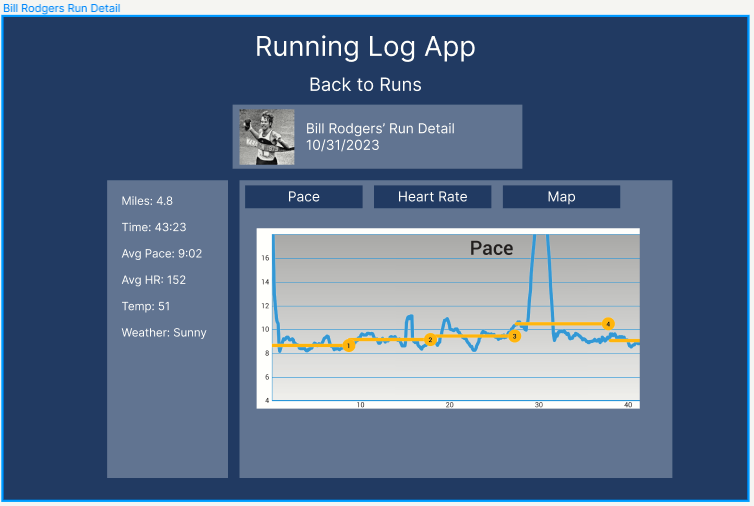 Bill Rodgers Run Detail
Running Log App
Back to Runs
Bill Rodgers' Run Detail
10/31/2023
Miles: 4.8
Time: 43:23
Avg Pace: 9:02
Avg HR: 152
Temp: 51
Weather: Sunny
Pace
Heart Rate
Map
Pace
16
14
12
10
8
6
4
1
2
3
4
10
20
30
40